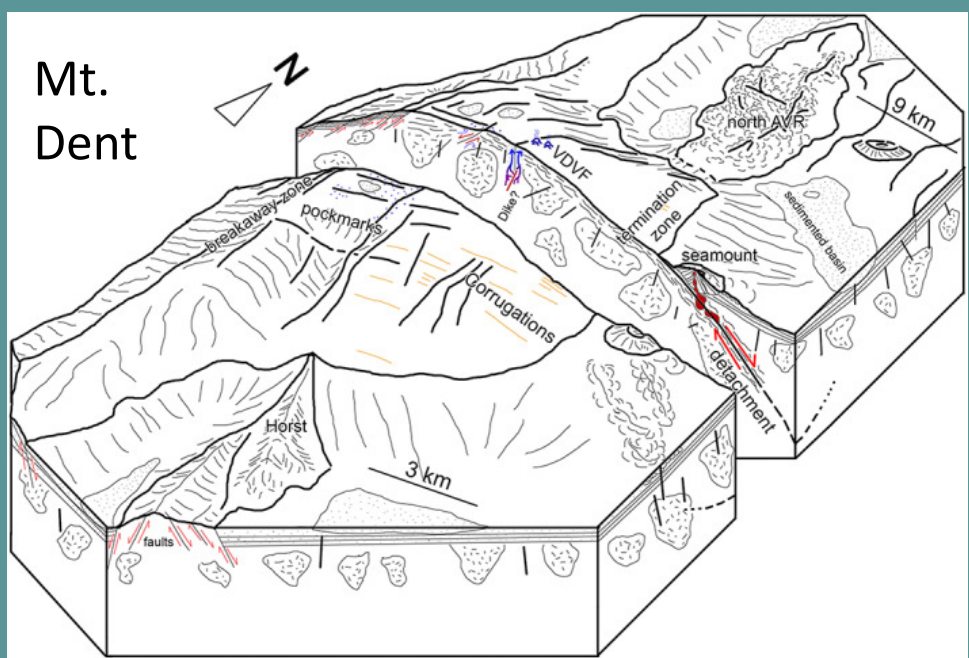 Mt.
Dent
N
north AVR
9 km
VDVF
Dike?
breakaway zone
pockmarks
termination
zone
sedimented basin
seamount
Corrugations
detachment
Horst
3 km
faults